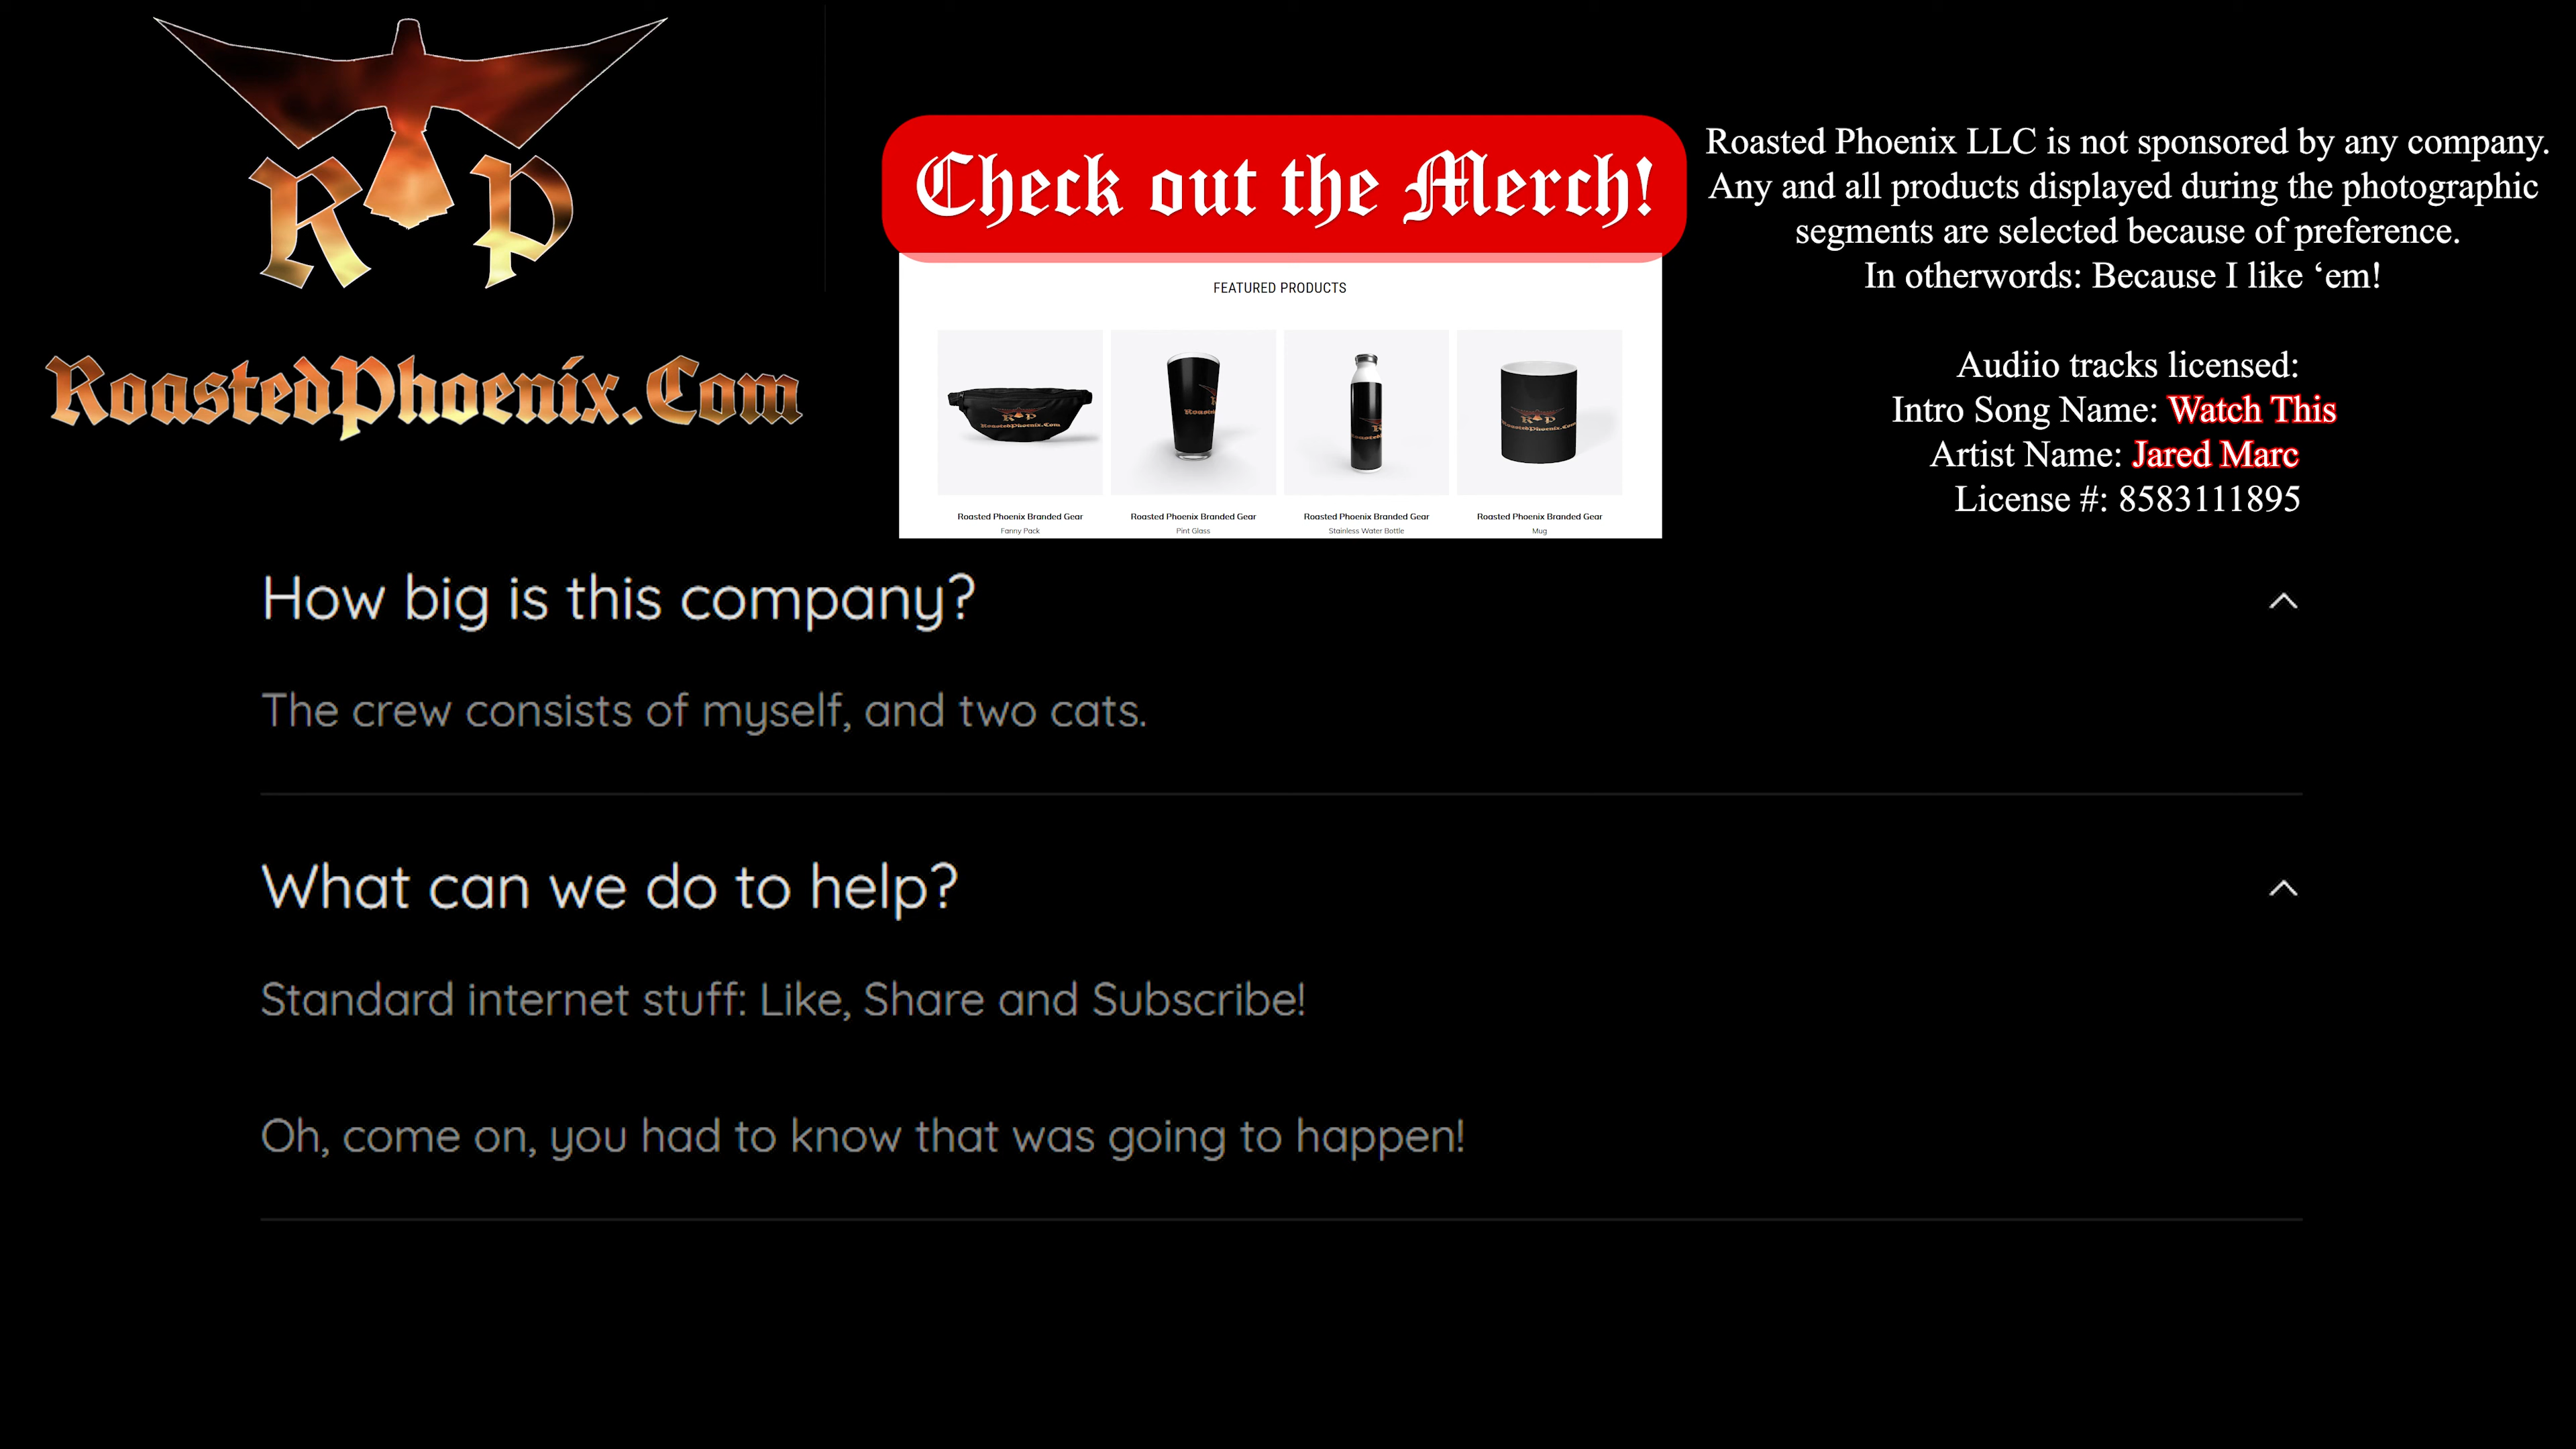 R P
RoastedPhoenix.Com
Check out the Merch!
FEATURED PRODUCTS
R P
RoastedPhoenix.Com
R P
RoastedPhoenix.Com
Roasted Phoenix Branded Gear
Fanny Pack
Roasted Phoenix Branded Gear
Pint Glass
Roasted Phoenix Branded Gear
Stainless Water Bottle
Roasted Phoenix Branded Gear
Mug
Roasted Phoenix LLC is not sponsored by any company.
Any and all products displayed during the photographic
segments are selected because of preference.
In otherwords: Because I like ‘em!
Audiio tracks licensed:
Intro Song Name: Watch This
Artist Name: Jared Marc
License #: 8583111895
How big is this company?
The crew consists of myself, and two cats.
What can we do to help?
Standard internet stuff: Like, Share and Subscribe!
Oh, come on, you had to know that was going to happen!